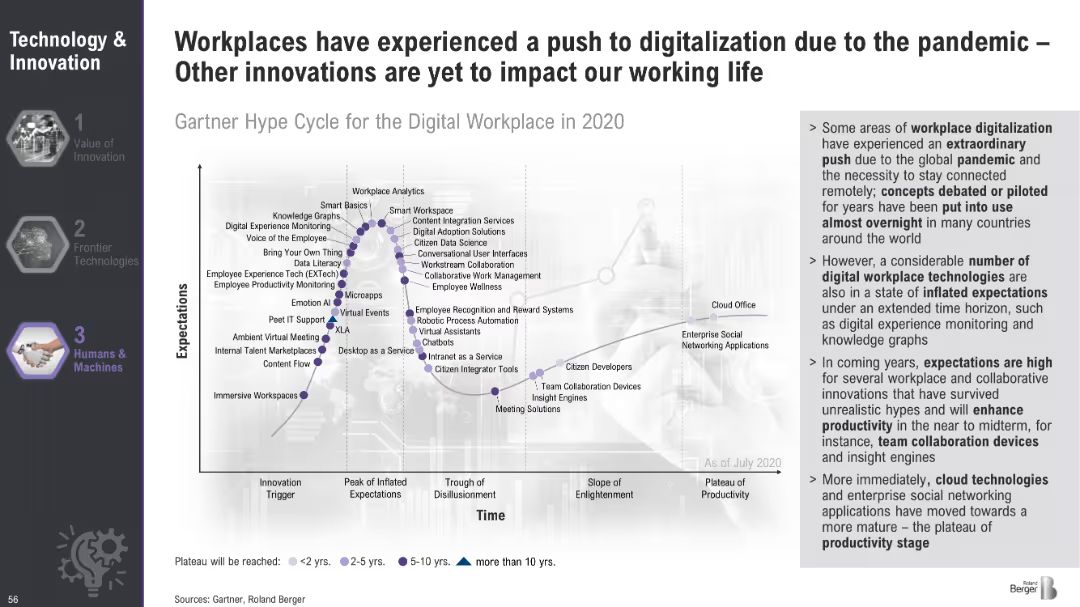 Technology &
Innovation
1
Value of
Innovation
2
Frontier
Technologies
3
Humans &
Machines
56
Workplaces have experienced a push to digitalization due to the pandemic –
Other innovations are yet to impact our working life
Gartner Hype Cycle for the Digital Workplace in 2020
Expectations
Workplace Analytics
Smart Basics
Knowledge Graphs
Digital Experience Monitoring
Voice of the Employee
Bring Your Own Thing
Data Literacy
Employee Experience Tech (EXTech)
Employee Productivity Monitoring
Microapps
Emotion AI
Virtual Events
Peet IT Support
XLA
Ambient Virtual Meeting
Internal Talent Marketplaces
Content Flow
Immersive Workspaces
Smart Workspace
Content Integration Services
Digital Adoption Solutions
Citizen Data Science
Conversational User Interfaces
Workstream Collaboration
Collaborative Work Management
Employee Wellness
Employee Recognition and Reward Systems
Robotic Process Automation
Virtual Assistants
Chatbots
Desktop as a Service
Intranet as a Service
Citizen Integrator Tools
Citizen Developers
Team Collaboration Devices
Insight Engines
Meeting Solutions
Cloud Office
Enterprise Social
Networking Applications
As of July 2020
Innovation
Trigger
Peak of Inflated
Expectations
Trough of
Disillusionment
Slope of
Enlightenment
Plateau of
Productivity
Time
Plateau will be reached: <2 yrs. 2-5 yrs. 5-10 yrs. more than 10 yrs.
Sources: Gartner, Roland Berger
> Some areas of workplace digitalization
have experienced an extraordinary
push due to the global pandemic and
the necessity to stay connected
remotely; concepts debated or piloted
for years have been put into use
almost overnight in many countries
around the world
> However, a considerable number of
digital workplace technologies are
also in a state of inflated expectations
under an extended time horizon, such
as digital experience monitoring and
knowledge graphs
> In coming years, expectations are high
for several workplace and collaborative
innovations that have survived
unrealistic hypes and will enhance
productivity in the near to midterm, for
instance, team collaboration devices
and insight engines
> More immediately, cloud technologies
and enterprise social networking
applications have moved towards a
more mature – the plateau of
productivity stage
Roland
Berger
B